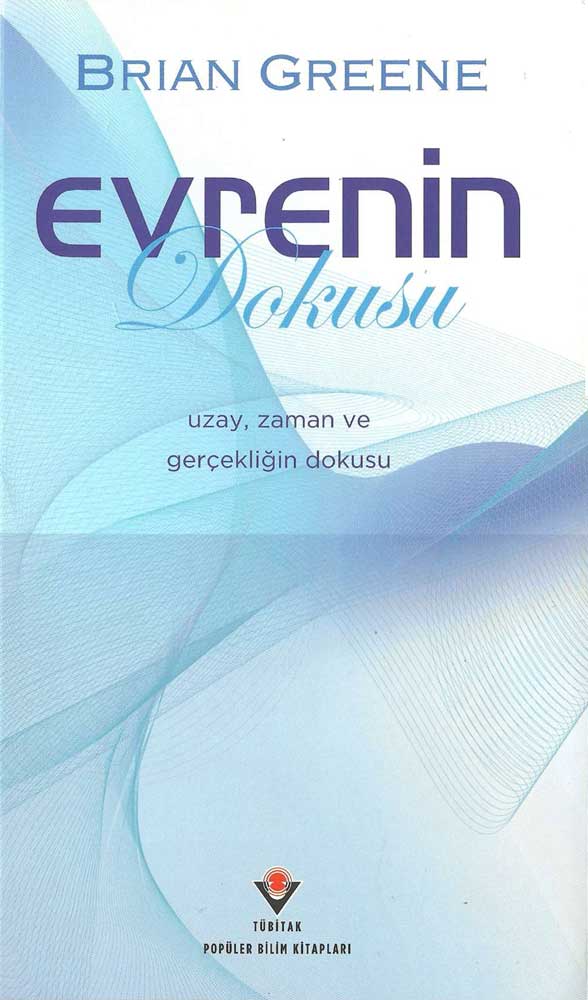 BRIAN GREENE
Evrenin
Dokusu
uzay, zaman ve
gerçekliğin dokusu
TÜBİTAK
POPÜLER BİLİM KİTAPLARI